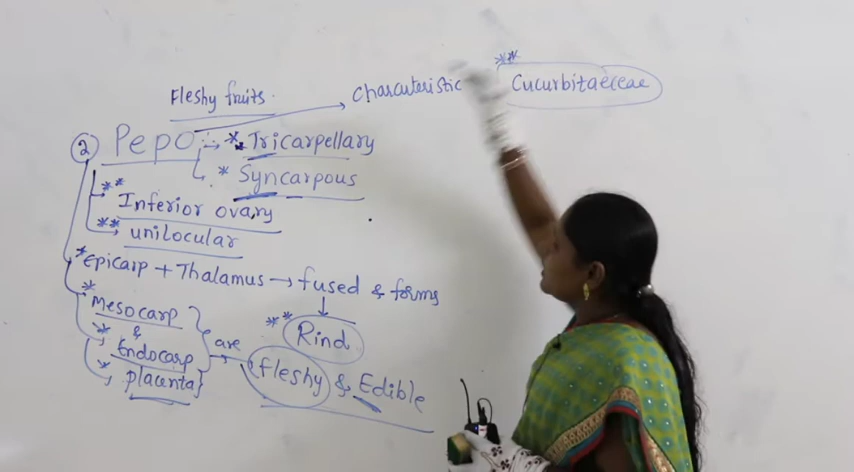 Fleshy fruits
Characteristic
Cucurbitaeceae
② Pepo → * Tricarpellary
* Syncarpous
** Inferior ovary
** unilocular
* Epicarp + Thalamus → fused & forms
** Rind
* Mesocarp
&
* Endocarp
* placenta} are fleshy & Edible